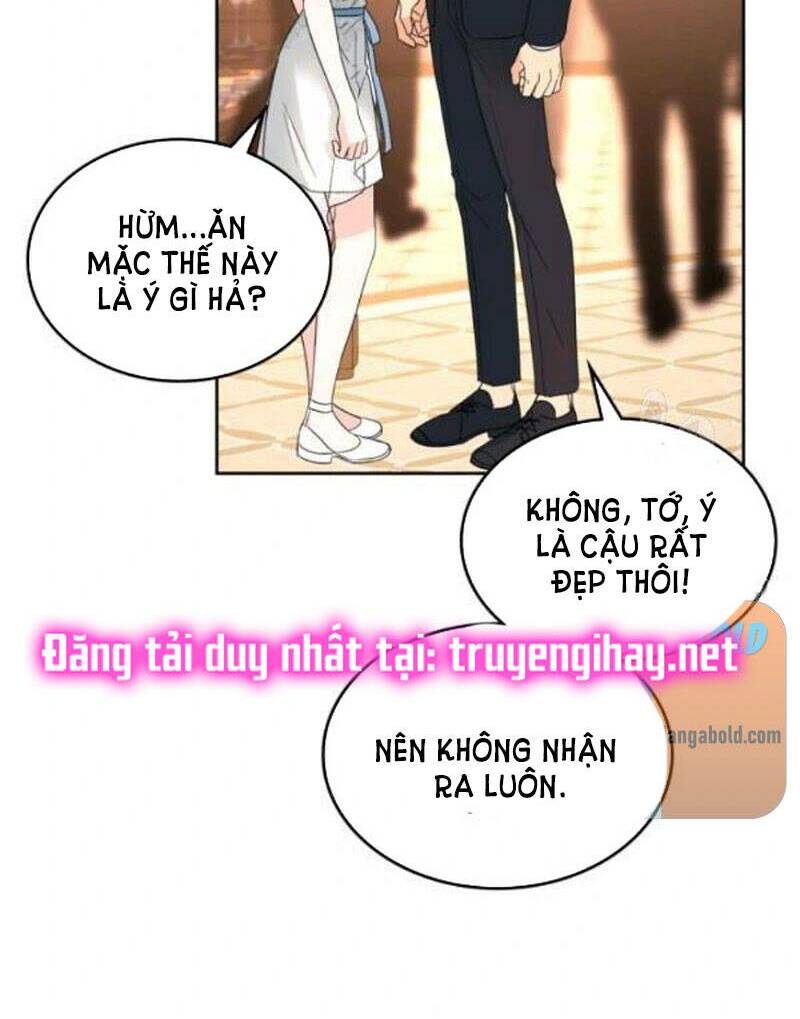 HỪM...ĂN
MẶC THẾ NÀY
LÀ Ý GÌ HẢ?
KHÔNG, TỚ, Ý
LÀ CẬU RẤT
ĐẸP THÔI!
Đăng tải duy nhất tại: truyengihay.net
angabold.com
NÊN KHÔNG NHẬN
RA LUÔN.